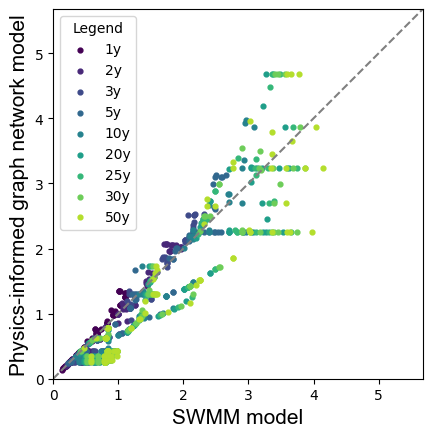 Physics-informed graph network model
5
4
3
2
1
0
Legend
1y
2y
3y
5y
10y
20y
25y
30y
50y
0 1 2 3 4 5
SWMM model